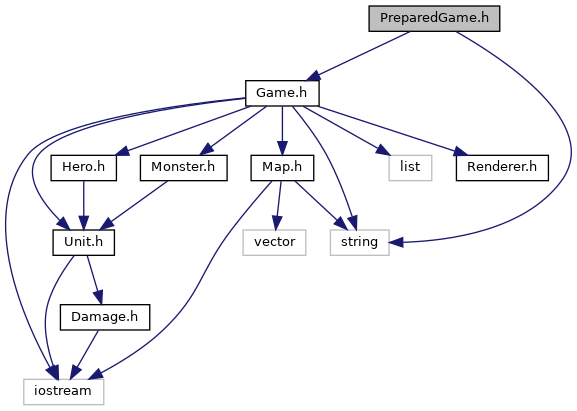 PreparedGame.h
Game.h
Hero.h
Monster.h
Map.h
list
Renderer.h
Unit.h
vector
string
Damage.h
iostream